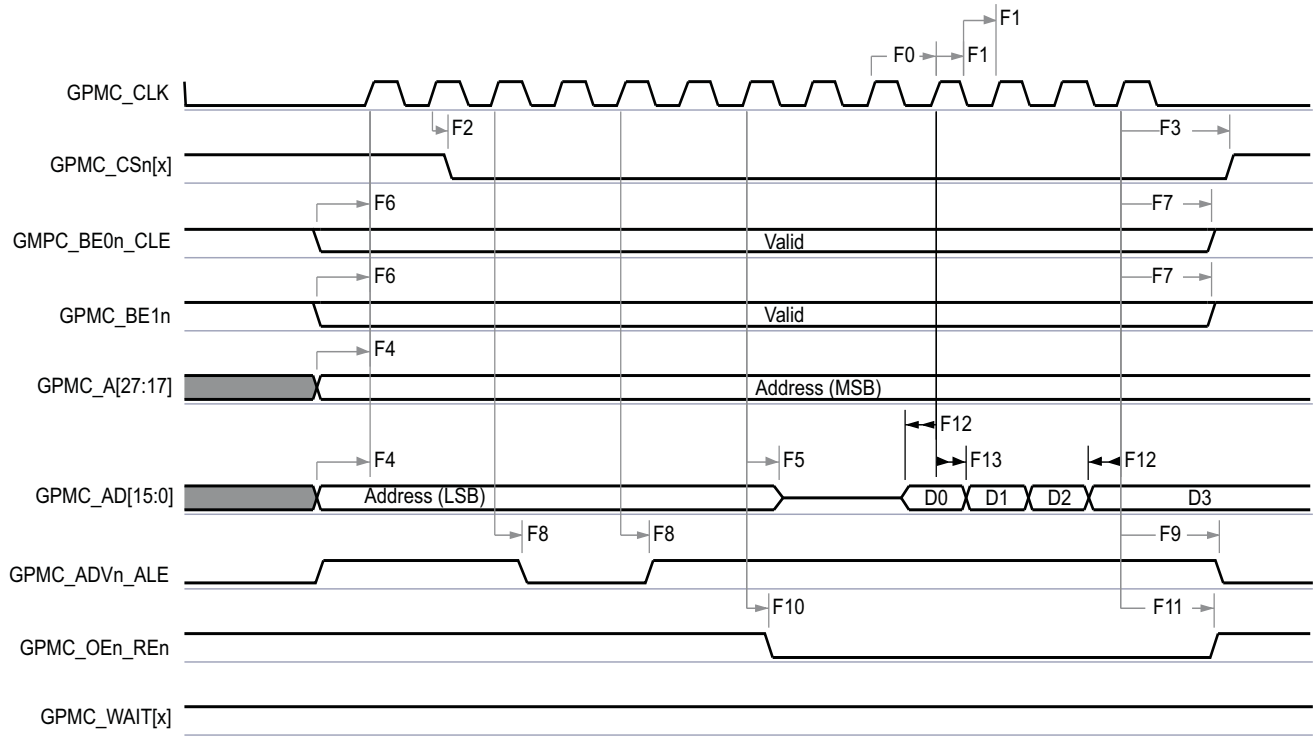 F1
F0 F1
GPMC_CLK
F2 F3
GPMC_CSn[x]
F6 F7
GMPC_BE0n_CLE Valid
F6 F7
GPMC_BE1n Valid
F4
GPMC_A[27:17] Address (MSB)
F12
F4 F5 F13 F12
GPMC_AD[15:0] Address (LSB) D0 D1 D2 D3
F8 F8 F9
GPMC_ADVn_ALE
F10 F11
GPMC_OEn_REn
GPMC_WAIT[x]